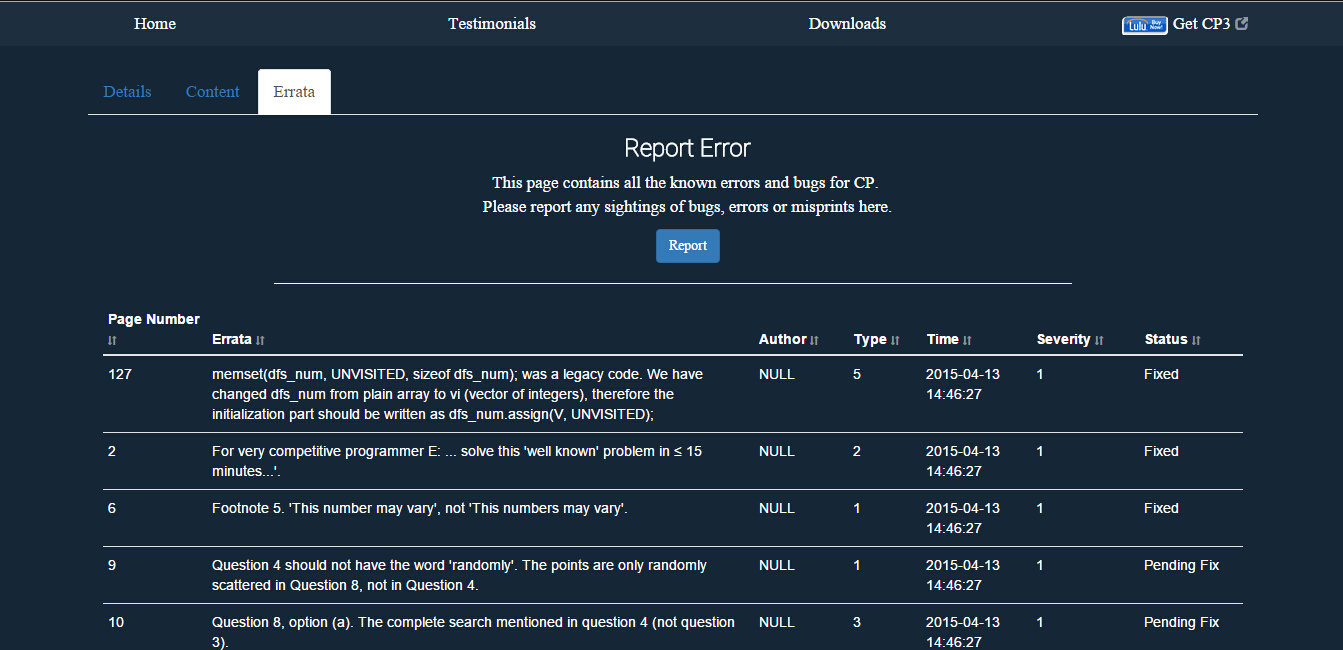 Home Testimonials Downloads Lulu Buy Now! Get CP3
Details Content Errata
Report Error
This page contains all the known errors and bugs for CP.
Please report any sightings of bugs, errors or misprints here.
Report
Page Number
Errata Author Type Time Severity Status
127 memset(dfs_num, UNVISITED, sizeof dfs_num); was a legacy code. We have NULL 5 2015-04-13 1 Fixed
changed dfs_num from plain array to vi (vector of integers), therefore the 14:46:27
initialization part should be written as dfs_num.assign(V, UNVISITED);
2 For very competitive programmer E: ... solve this 'well known' problem in ≤ 15 NULL 2 2015-04-13 1 Fixed
minutes...'. 14:46:27
6 Footnote 5. 'This number may vary', not 'This numbers may vary'. NULL 1 2015-04-13 1 Fixed
14:46:27
9 Question 4 should not have the word 'randomly'. The points are only randomly NULL 1 2015-04-13 1 Pending Fix
scattered in Question 8, not in Question 4. 14:46:27
10 Question 8, option (a). The complete search mentioned in question 4 (not question NULL 3 2015-04-13 1 Pending Fix
3). 14:46:27